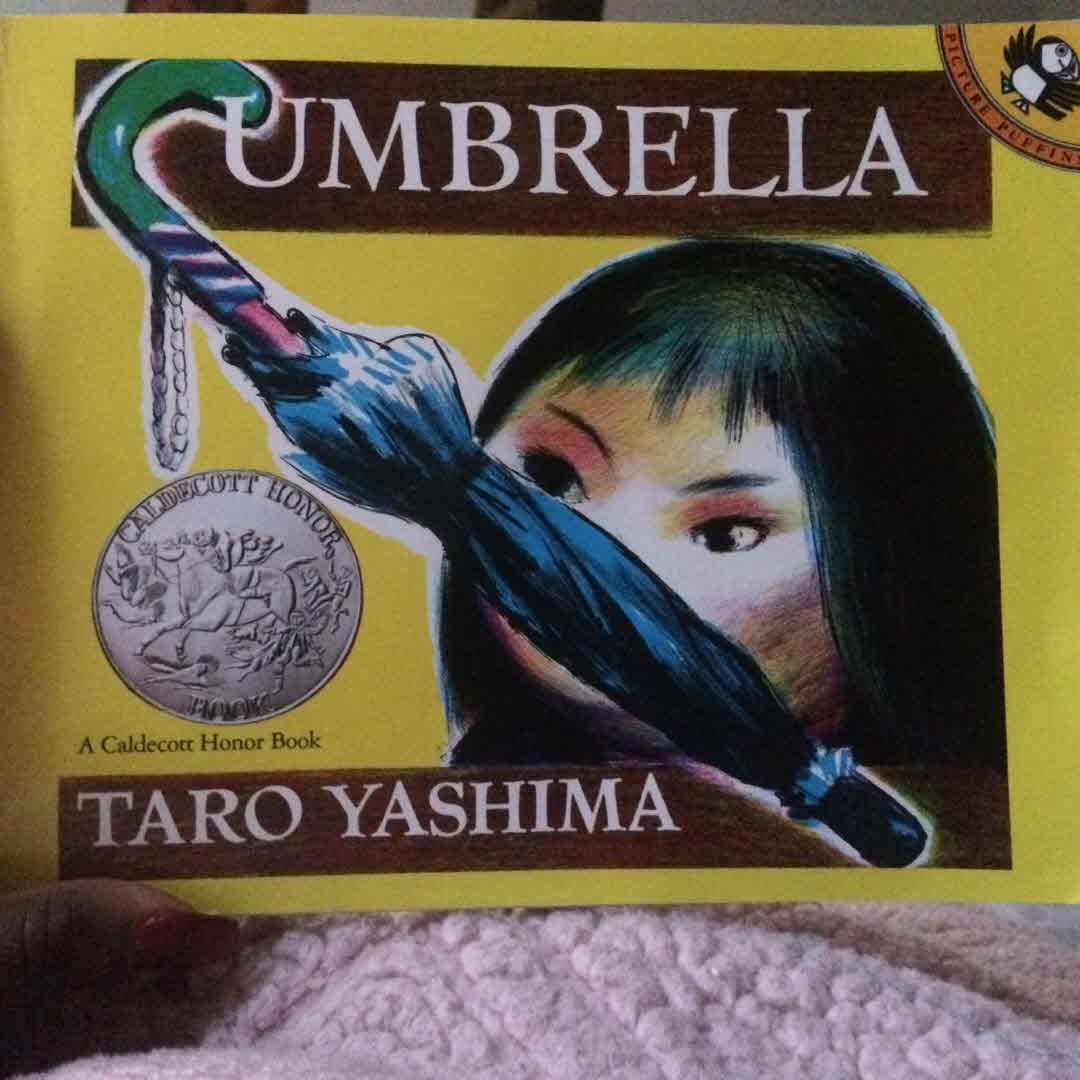 UMBRELLA
PICTURE PUFFINS
CALDECOTT HONOR
BOOK
A Caldecott Honor Book
TARO YASHIMA